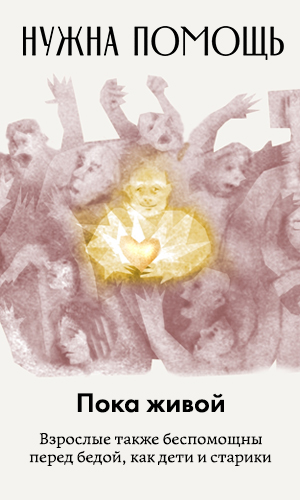 НУЖНА ПОМОЩЬ
Пока живой
Взрослые также беспомощны
перед бедой, как дети и старики